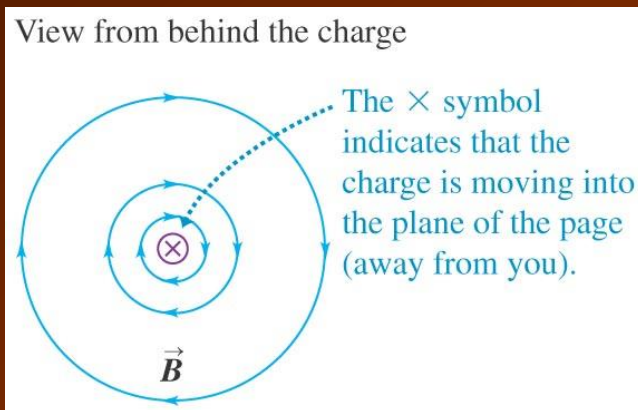 View from behind the charge
The × symbol
indicates that the
charge is moving into
the plane of the page
(away from you).
B⃗